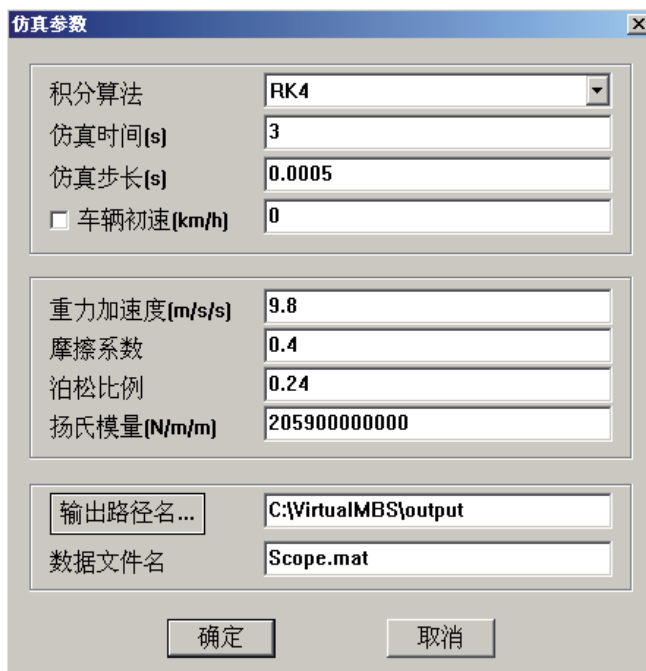 仿真参数
积分算法 RK4
仿真时间(s) 3
仿真步长(s) 0.0005
车辆初速(km/h) 0
重力加速度(m/s/s) 9.8
摩擦系数 0.4
泊松比例 0.24
扬氏模量(N/m/m) 205900000000
输出路径名... C:\VirtualMBS\output
数据文件名 Scope.mat
确定 取消